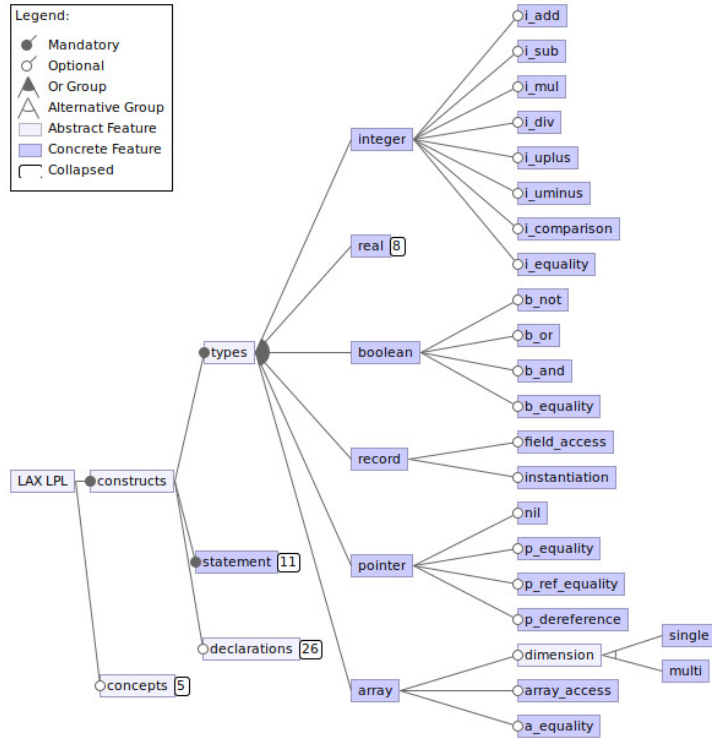 Legend:
Mandatory
Optional
Or Group
Alternative Group
Abstract Feature
Concrete Feature
Collapsed
LAX LPL
constructs
concepts 5
types
statement 11
declarations 26
integer
real 8
boolean
record
pointer
array
i_add
i_sub
i_mul
i_div
i_uplus
i_uminus
i_comparison
i_equality
b_not
b_or
b_and
b_equality
field_access
instantiation
nil
p_equality
p_ref_equality
p_dereference
dimension
array_access
a_equality
single
multi